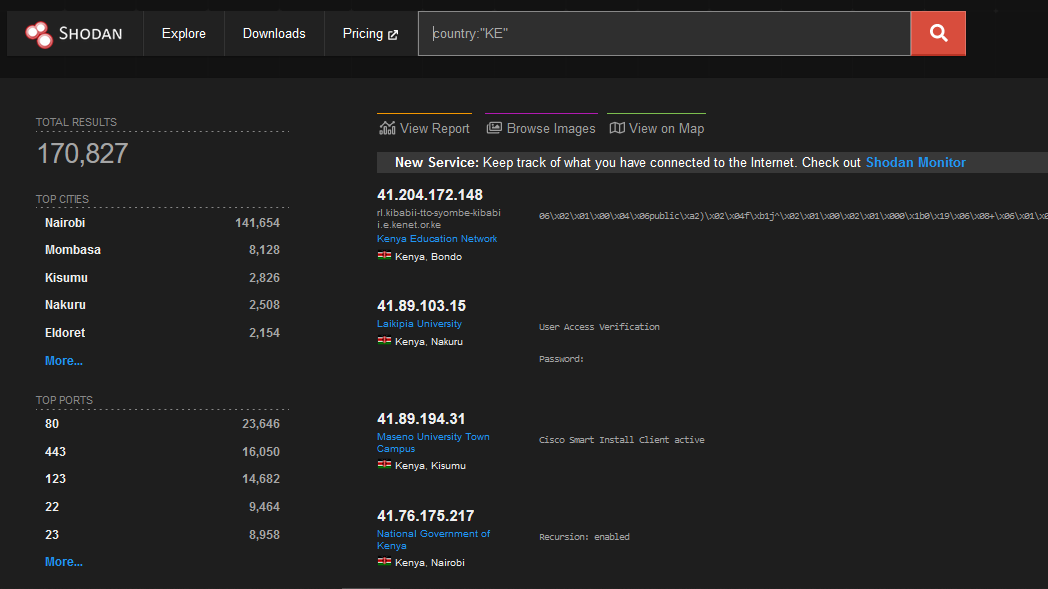 SHODAN Explore Downloads Pricing country:"KE"
TOTAL RESULTS
170,827
TOP CITIES
Nairobi 141,654
Mombasa 8,128
Kisumu 2,826
Nakuru 2,508
Eldoret 2,154
More...
TOP PORTS
80 23,646
443 16,050
123 14,682
22 9,464
23 8,958
More...
View Report Browse Images View on Map
New Service: Keep track of what you have connected to the Internet. Check out Shodan Monitor
41.204.172.148
rl.kibabii-tto-syombe-kibabi
i.e.kenet.or.ke
Kenya Education Network
Kenya, Bondo
06\x02\x01\x00\x04\x06public\xa2)\x02\x04f\xb1j^\x02\x01\x00\x02\x01\x000\x1b0\x19\x06\x08+\x06\x01\x0
41.89.103.15
Laikipia University
Kenya, Nakuru
User Access Verification
Password:
41.89.194.31
Maseno University Town
Campus
Kenya, Kisumu
Cisco Smart Install Client active
41.76.175.217
National Government of
Kenya
Kenya, Nairobi
Recursion: enabled